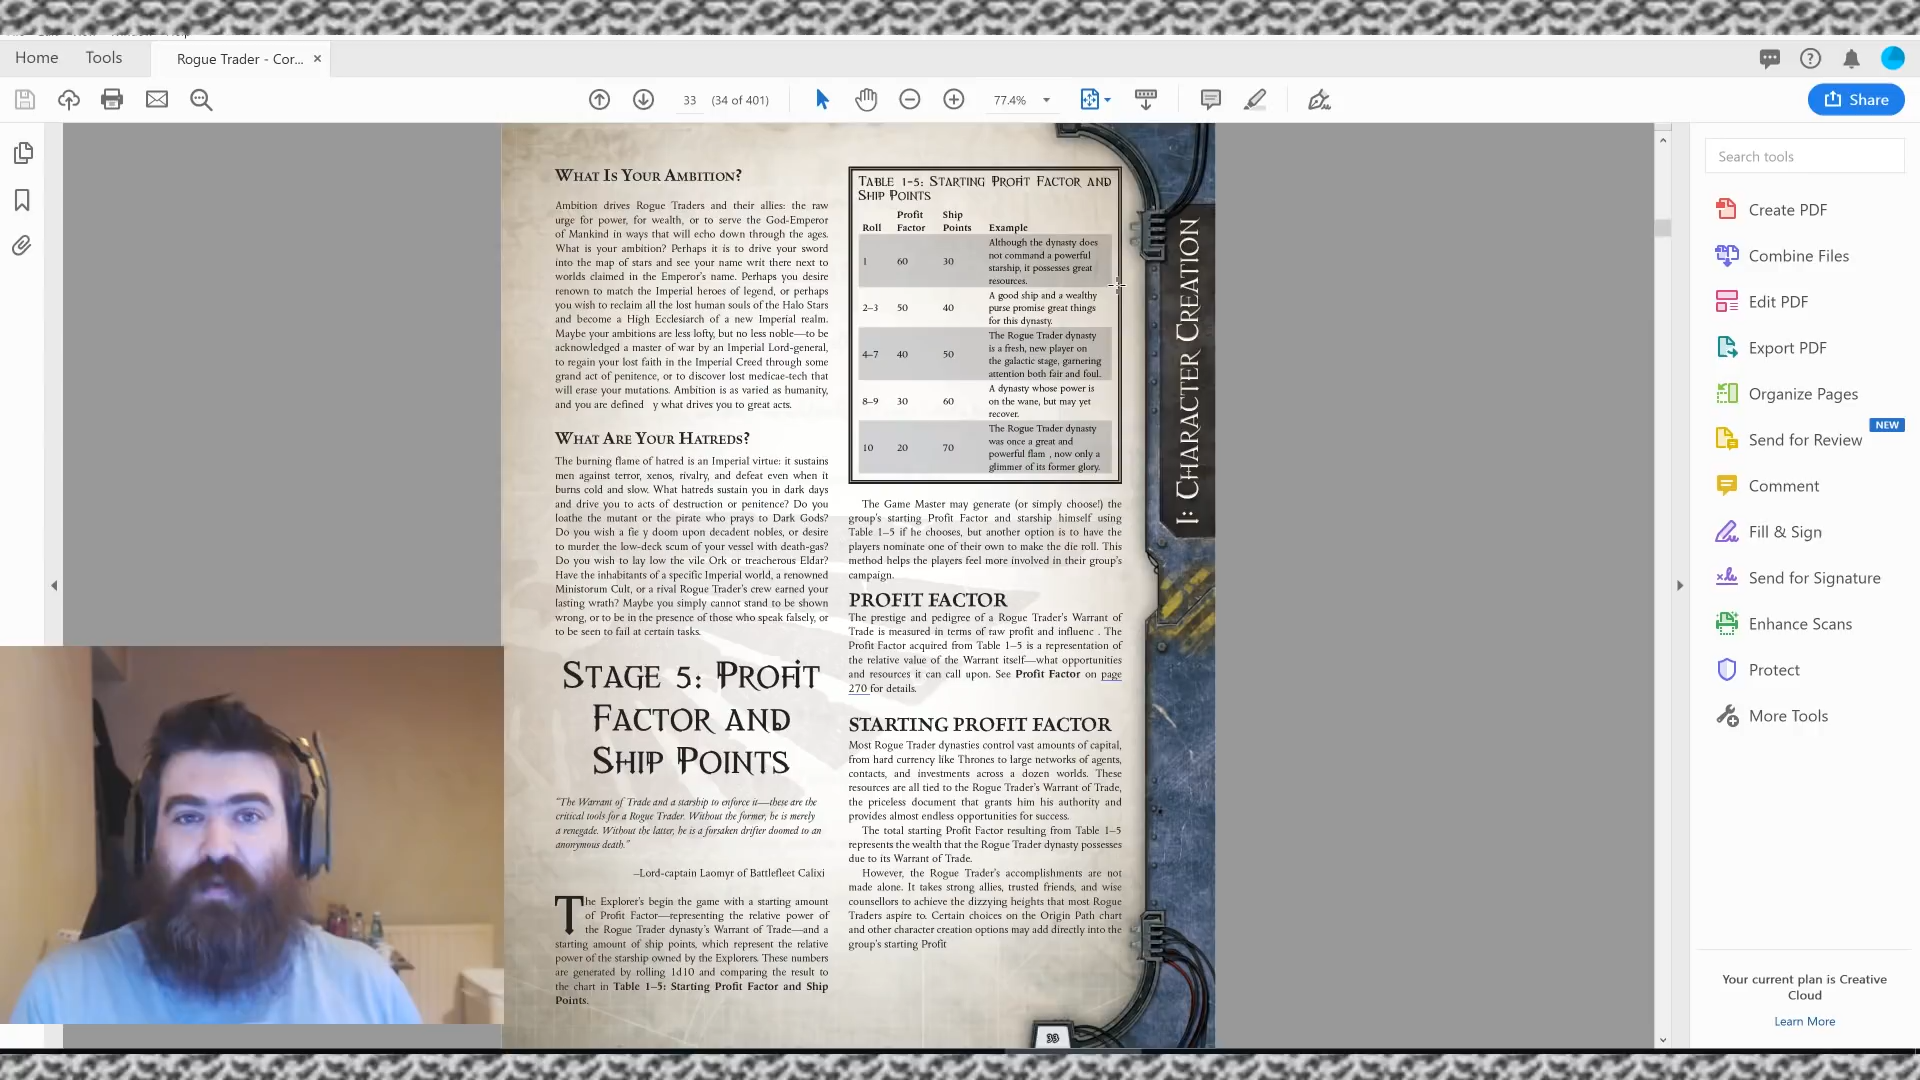 Home
Tools
Rogue Trader - Cor...
33
(34 of 401)
77.4%
Share
What Is Your Ambition?
Ambition drives Rogue Traders and their allies: the raw
urge for power, for wealth, or to serve the God-Emperor
of Mankind in ways that will echo down through the ages.
What is your ambition? Perhaps it is to drive your sword
into the map of stars and see your name writ there next to
worlds claimed in the Emperor's name. Perhaps you desire
renown to match the Imperial heroes of legend, or perhaps
you wish to reclaim all the lost human souls of the Halo Stars
and become a High Ecclesiarch of a new Imperial realm.
Maybe your ambitions are less lofty, but no less noble—to be
acknowledged a master of war by an Imperial Lord-general,
to regain your lost faith in the Imperial Creed through some
grand act of penitence, or to discover lost medicae-tech that
will erase your mutations. Ambition is as varied as humanity,
and you are defined y what drives you to great acts.
What Are Your Hatreds?
The burning flame of hatred is an Imperial virtue: it sustains
men against terror, xenos, rivalry, and defeat even when it
burns cold and slow. What hatreds sustain you in dark days
and drive you to acts of destruction or penitence? Do you
loathe the mutant or the pirate who prays to Dark Gods?
Do you wish a fie y doom upon decadent nobles, or desire
to murder the low-deck scum of your vessel with death-gas?
Do you wish to lay low the vile Ork or treacherous Eldar?
Have the inhabitants of a specific Imperial world, a renowned
Ministorum Cult, or a rival Rogue Trader's crew earned your
lasting wrath? Maybe you simply cannot stand to be shown
wrong, or to be in the presence of those who speak falsely, or
to be seen to fail at certain tasks.
Stage 5: Profit
Factor and
Ship Points
"The Warrant of Trade and a starship to enforce it—these are the
critical tools for a Rogue Trader. Without the former, he is merely
a renegade. Without the latter, he is a forsaken drifter doomed to an
anonymous death."
–Lord-captain Laomyr of Battlefleet Calixi
The Explorer's begin the game with a starting amount
of Profit Factor—representing the relative power of
the Rogue Trader dynasty's Warrant of Trade—and a
starting amount of ship points, which represent the relative
power of the starship owned by the Explorers. These numbers
are generated by rolling 1d10 and comparing the result to
the chart in Table 1–5: Starting Profit Factor and Ship
Points.
Table 1-5: Starting Profit Factor and
Ship Points
Profit Ship
Roll Factor Points Example
Although the dynasty does
not command a powerful
1 60 30 starship, it possesses great
resources.
A good ship and a wealthy
2–3 50 40 purse promise great things
for this dynasty.
The Rogue Trader dynasty
is a fresh, new player on
4–7 40 50 the galactic stage, garnering
attention both fair and foul.
A dynasty whose power is
8–9 30 60 on the wane, but may yet
recover.
The Rogue Trader dynasty
was once a great and
10 20 70 powerful flam , now only a
glimmer of its former glory.
The Game Master may generate (or simply choose!) the
group's starting Profit Factor and starship himself using
Table 1–5 if he chooses, but another option is to have the
players nominate one of their own to make the die roll. This
method helps the players feel more involved in their group's
campaign.
PROFIT FACTOR
The prestige and pedigree of a Rogue Trader's Warrant of
Trade is measured in terms of raw profit and influenc . The
Profit Factor acquired from Table 1–5 is a representation of
the relative value of the Warrant itself—what opportunities
and resources it can call upon. See Profit Factor on page
270 for details.
STARTING PROFIT FACTOR
Most Rogue Trader dynasties control vast amounts of capital,
from hard currency like Thrones to large networks of agents,
contacts, and investments across a dozen worlds. These
resources are all tied to the Rogue Trader's Warrant of Trade,
the priceless document that grants him his authority and
provides almost endless opportunities for success.
The total starting Profit Factor resulting from Table 1–5
represents the wealth that the Rogue Trader dynasty possesses
due to its Warrant of Trade.
However, the Rogue Trader's accomplishments are not
made alone. It takes strong allies, trusted friends, and wise
counsellors to achieve the dizzying heights that most Rogue
Traders aspire to. Certain choices on the Origin Path chart
and other character creation options may add directly into the
group's starting Profit
I: Character Creation
33
Search tools
Create PDF
Combine Files
Edit PDF
Export PDF
Organize Pages
NEW
Send for Review
Comment
Fill & Sign
Send for Signature
Enhance Scans
Protect
More Tools
Your current plan is Creative
Cloud
Learn More